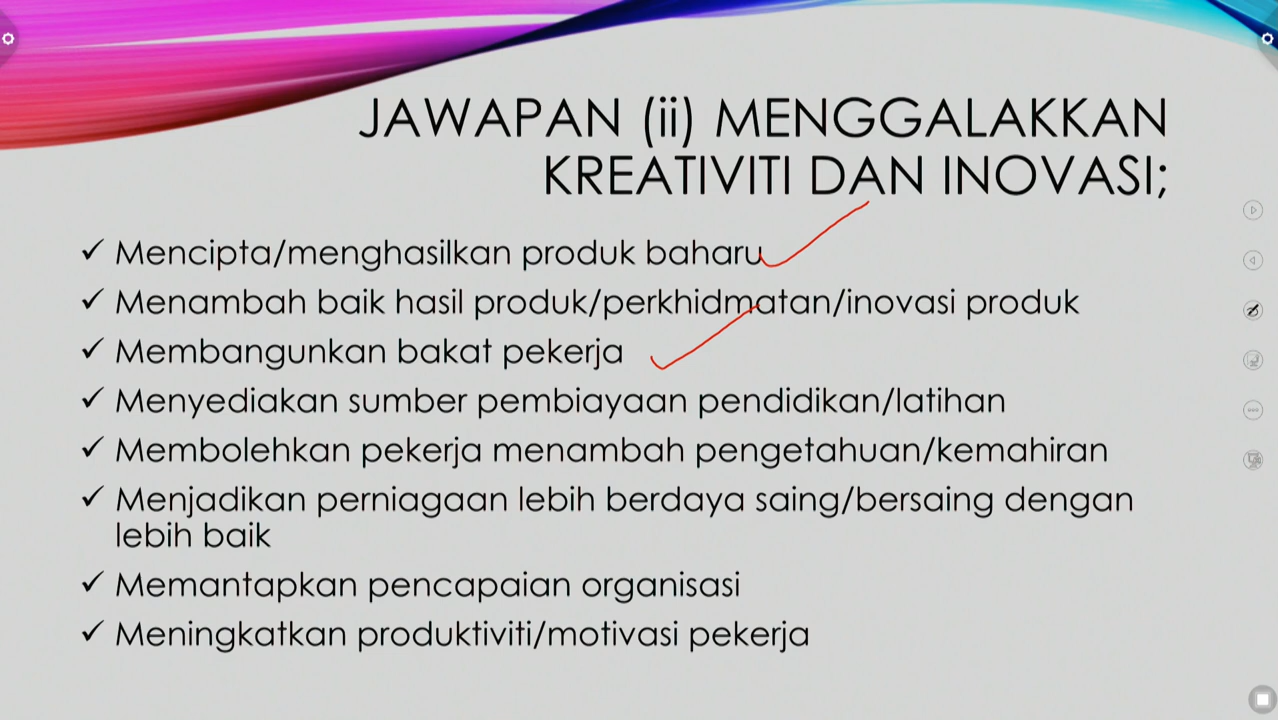 JAWAPAN (ii) MENGGALAKKAN
KREATIVITI DAN INOVASI;
✓ Mencipta/menghasilkan produk baharu
✓ Menambah baik hasil produk/perkhidmatan/inovasi produk
✓ Membangunkan bakat pekerja
✓ Menyediakan sumber pembiayaan pendidikan/latihan
✓ Membolehkan pekerja menambah pengetahuan/kemahiran
✓ Menjadikan perniagaan lebih berdaya saing/bersaing dengan
lebih baik
✓ Memantapkan pencapaian organisasi
✓ Meningkatkan produktiviti/motivasi pekerja